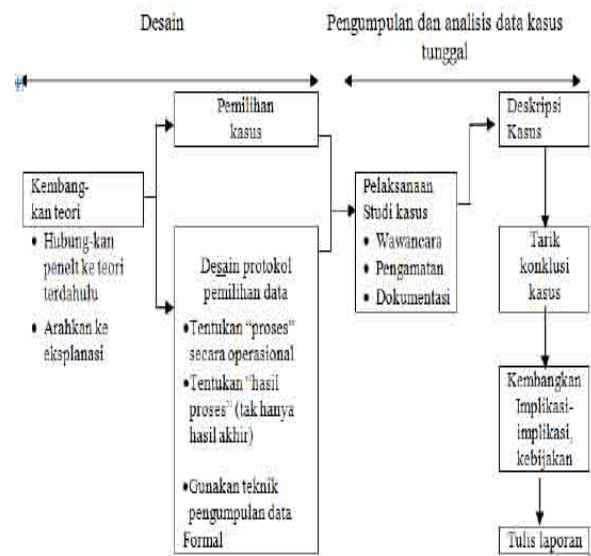 Desain
Pengumpulan dan analisis data kasus
tunggal
Pemilihan
kasus
Kembang-
kan teori
• Hubung-kan
penelt ke teori
terdahulu
• Arahkan ke
eksplanasi
Desain protokol
pemilihan data
•Tentukan “proses”
secara operasional
•Tentukan “hasil
proses” (tak hanya
hasil akhir)
•Gunakan teknik
pengumpulan data
Formal
Pelaksanaan
Studi kasus
• Wawancara
• Pengamatan
• Dokumentasi
Deskripsi
Kasus
Tarik
konklusi
kasus
Kembangkan
Implikasi-
implikasi,
kebijakan
Tulis laporan